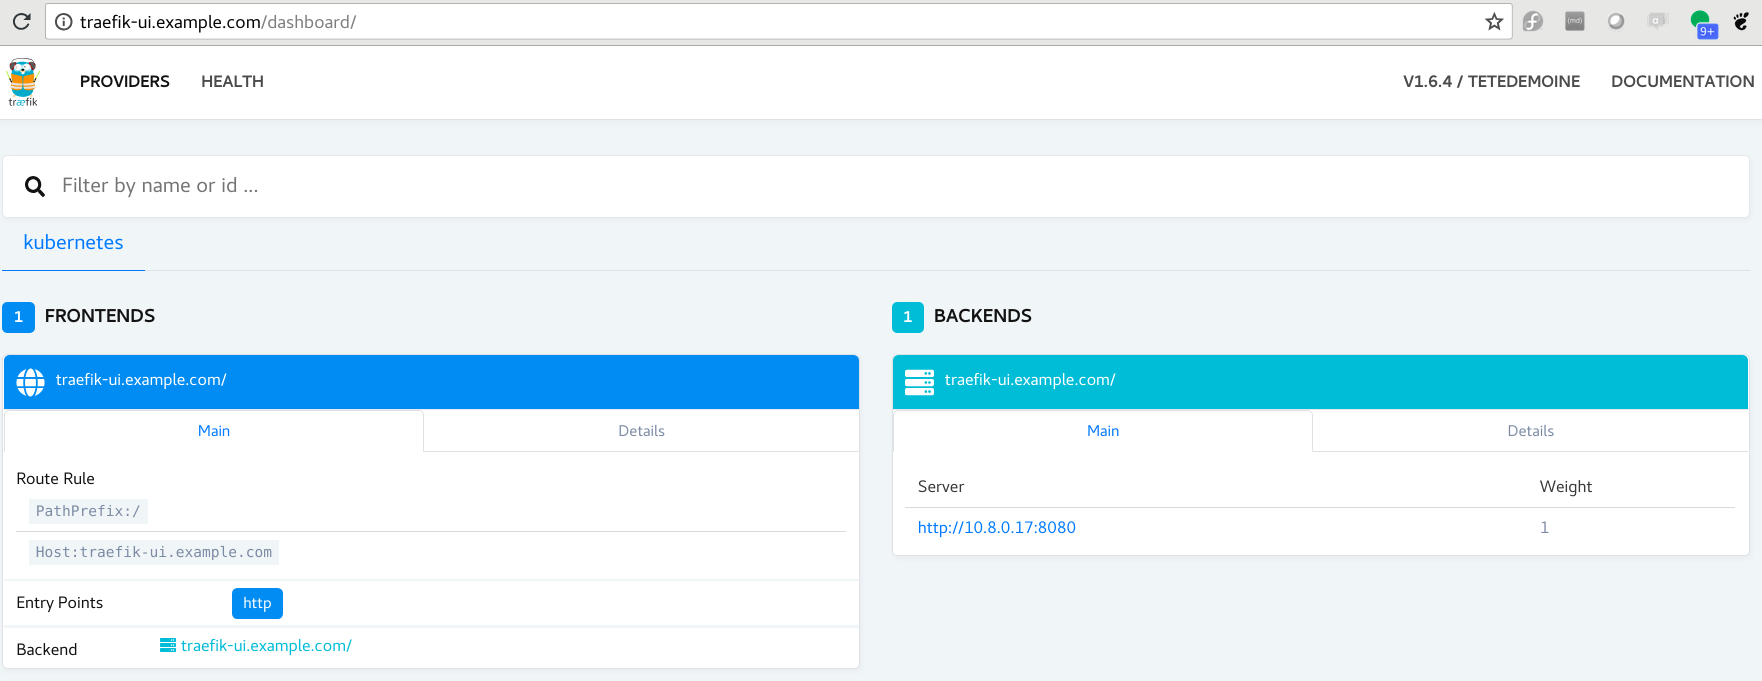 traefik-ui.example.com/dashboard/
(md)
a
9+
træfik
PROVIDERS HEALTH V1.6.4 / TETEDEMOINE DOCUMENTATION
Filter by name or id ...
kubernetes
1 FRONTENDS
traefik-ui.example.com/
Main Details
Route Rule
PathPrefix:/
Host:traefik-ui.example.com
Entry Points http
Backend traefik-ui.example.com/
1 BACKENDS
traefik-ui.example.com/
Main Details
Server Weight
http://10.8.0.17:8080 1